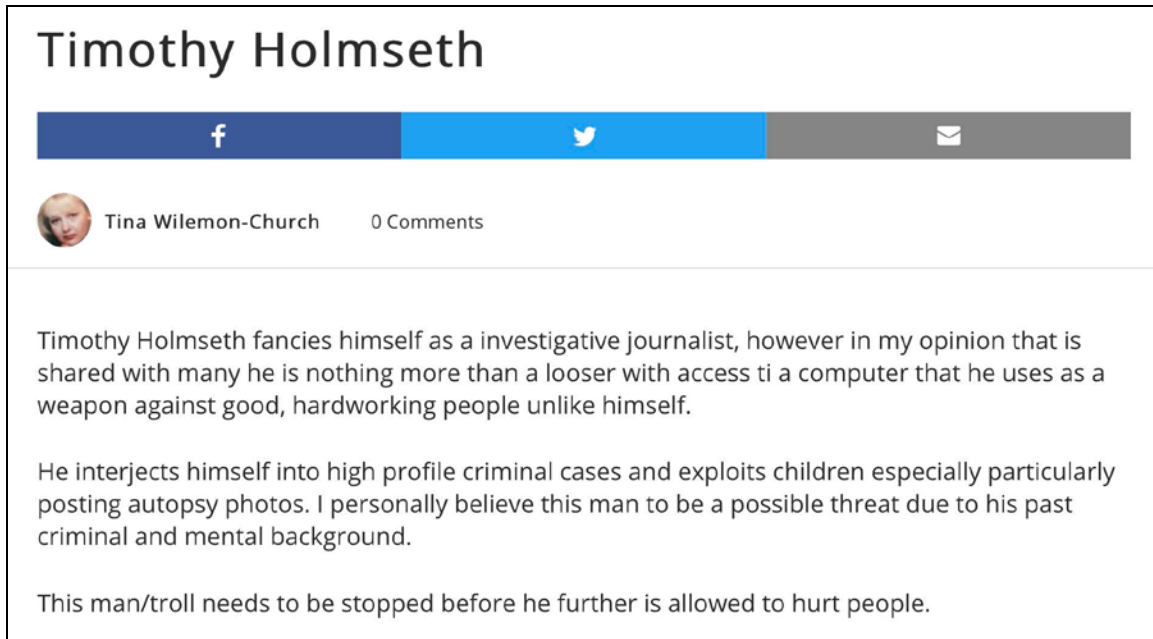 Timothy Holmseth
f
Tina Wilemon-Church 0 Comments
Timothy Holmseth fancies himself as a investigative journalist, however in my opinion that is
shared with many he is nothing more than a looser with access ti a computer that he uses as a
weapon against good, hardworking people unlike himself.
He interjects himself into high profile criminal cases and exploits children especially particularly
posting autopsy photos. I personally believe this man to be a possible threat due to his past
criminal and mental background.
This man/troll needs to be stopped before he further is allowed to hurt people.